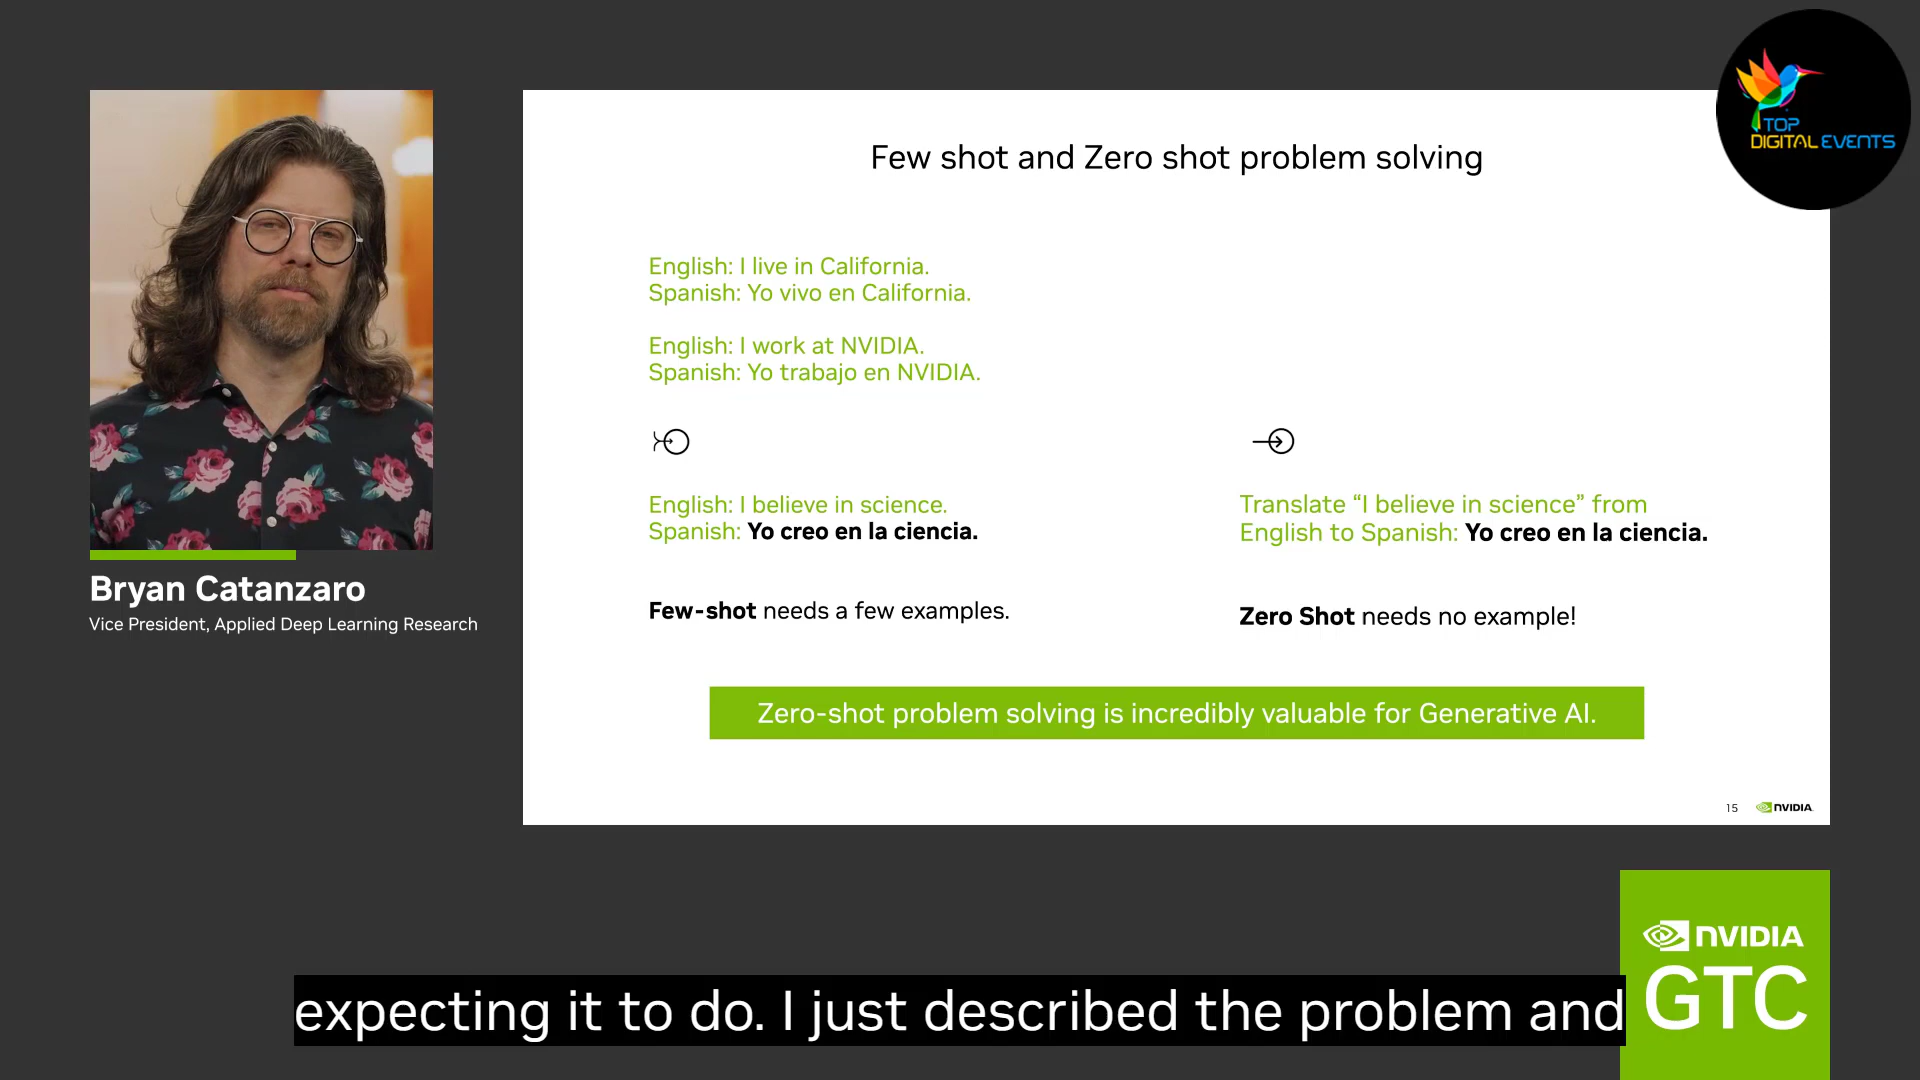 TOP
DIGITAL EVENTS
Few shot and Zero shot problem solving
English: I live in California.
Spanish: Yo vivo en California.
English: I work at NVIDIA.
Spanish: Yo trabajo en NVIDIA.
English: I believe in science.
Spanish: Yo creo en la ciencia.
Few-shot needs a few examples.
Translate “I believe in science” from
English to Spanish: Yo creo en la ciencia.
Zero Shot needs no example!
Zero-shot problem solving is incredibly valuable for Generative AI.
15 NVIDIA.
Bryan Catanzaro
Vice President, Applied Deep Learning Research
NVIDIA
GTC
expecting it to do. I just described the problem and